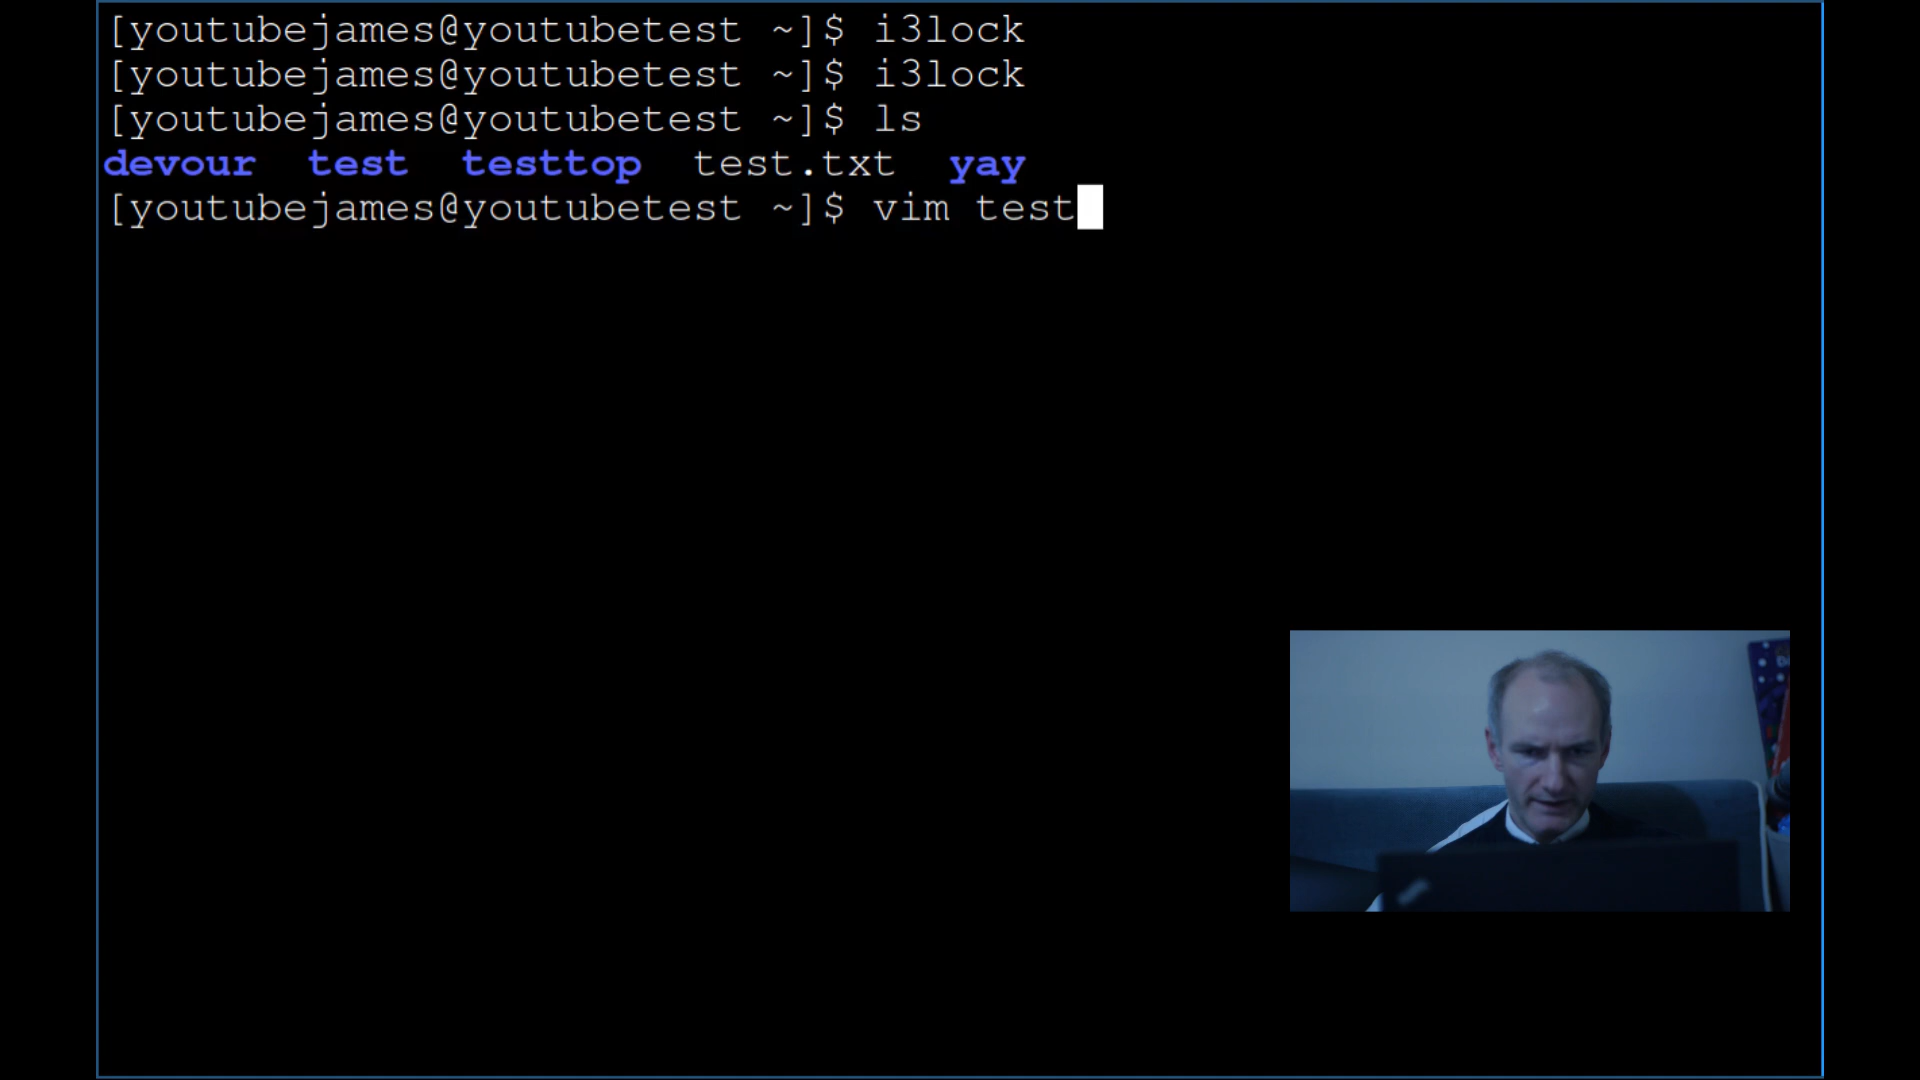 [youtubejames@youtubetest ~]$ i3lock
[youtubejames@youtubetest ~]$ i3lock
[youtubejames@youtubetest ~]$ ls
devour  test  testtop  test.txt  yay
[youtubejames@youtubetest ~]$ vim test